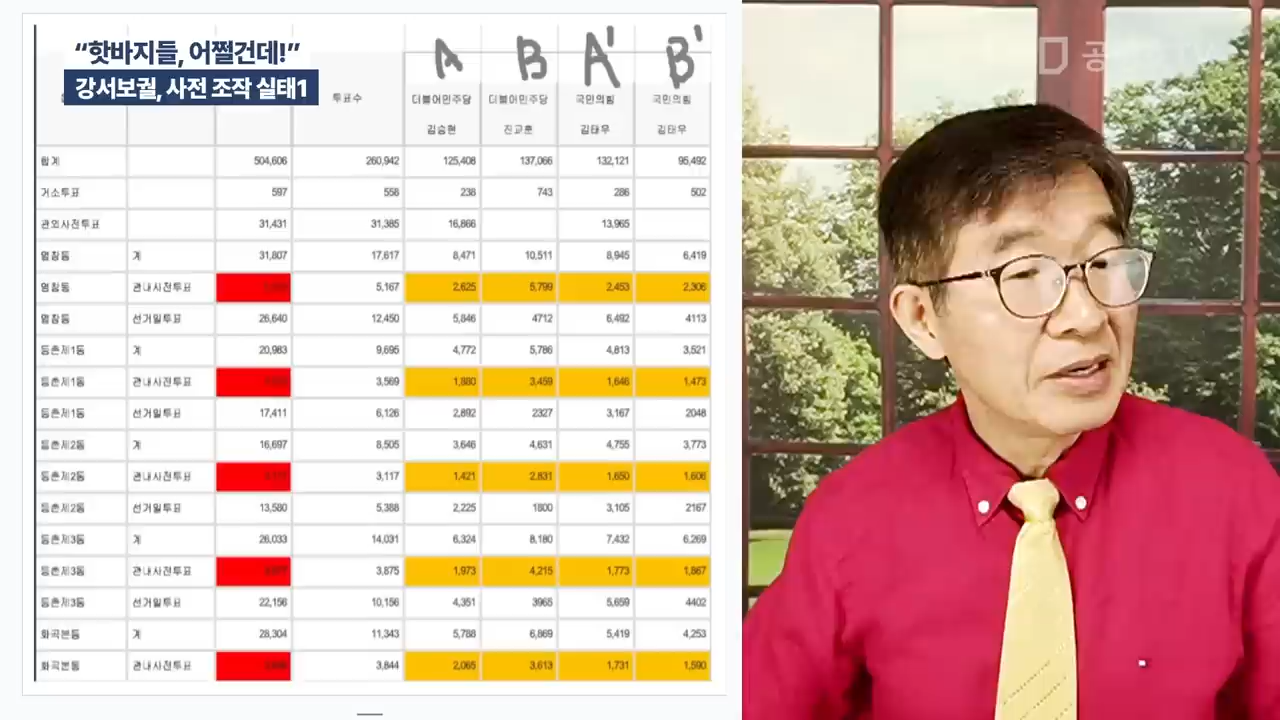 “핫바지들, 어쩔건데!”
강서보궐, 사전 조작 실태1
A B A' B'
투표수 더불어민주당 더불어민주당 국민의힘 국민의힘
김승현 진교훈 김태우 김태우
합계 504,606 260,942 125,408 137,066 132,121 95,492
거소투표 597 558 238 743 286 502
관외사전투표 31,431 31,385 16,866 13,965
염창동 계 31,807 17,617 8,471 10,511 8,945 6,419
염창동 관내사전투표 5,167 2,625 5,799 2,453 2,306
염창동 선거일투표 26,640 12,450 5,846 4712 6,492 4113
등촌제1동 계 20,983 9,695 4,772 5,786 4,813 3,521
등촌제1동 관내사전투표 3,569 1,880 3,459 1,646 1,473
등촌제1동 선거일투표 17,411 6,126 2,892 2327 3,167 2048
등촌제2동 계 16,697 8,505 3,646 4,631 4,755 3,773
등촌제2동 관내사전투표 3,117 1,421 2,831 1,650 1,606
등촌제2동 선거일투표 13,580 5,388 2,225 1800 3,105 2167
등촌제3동 계 26,033 14,031 6,324 8,180 7,432 6,269
등촌제3동 관내사전투표 3,875 1,973 4,215 1,773 1,867
등촌제3동 선거일투표 22,156 10,156 4,351 3965 5,659 4402
화곡본동 계 28,304 11,343 5,788 6,869 5,419 4,253
화곡본동 관내사전투표 3,844 2,065 3,613 1,731 1,590